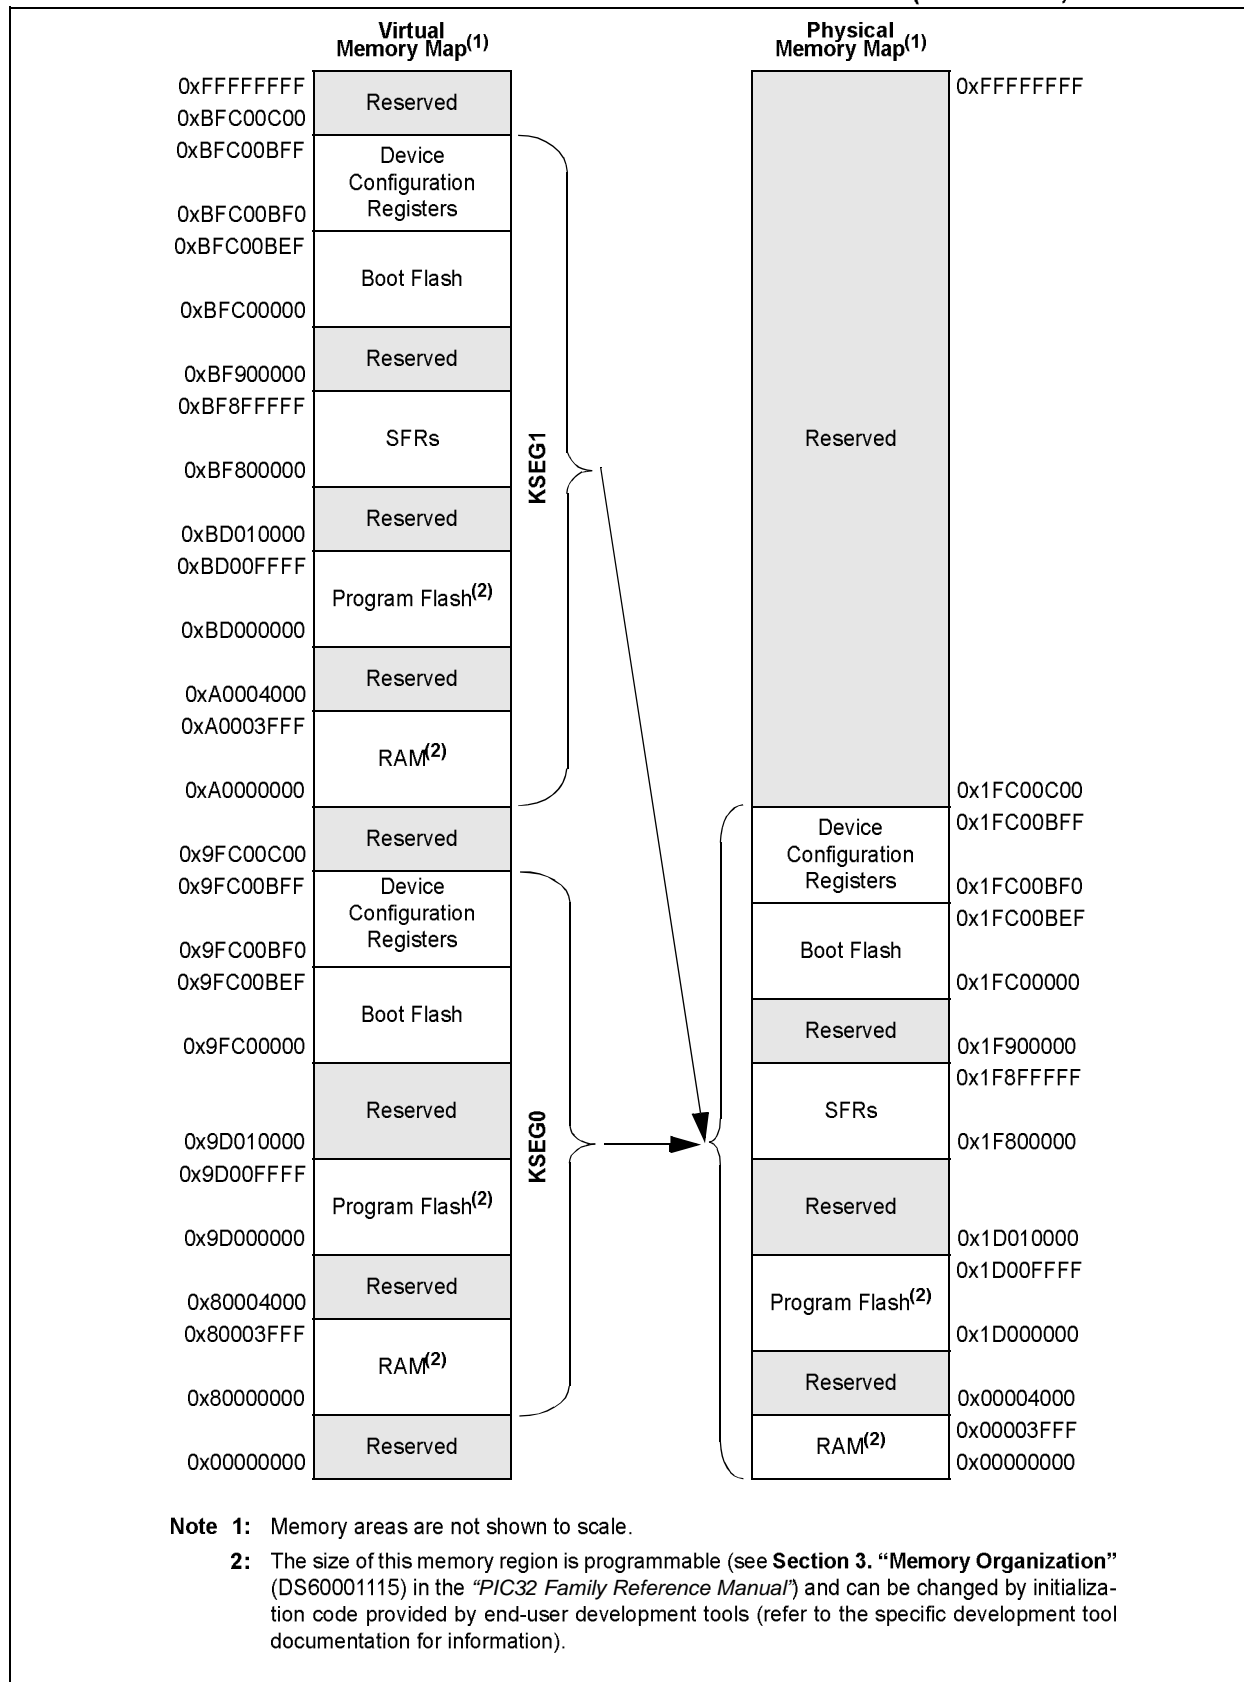 Virtual
Memory Map(1)
0xFFFFFFFF
Reserved
0xBFC00C00
0xBFC00BFF
Device
Configuration
Registers
0xBFC00BF0
0xBFC00BEF
Boot Flash
0xBFC00000
Reserved
0xBF900000
0xBF8FFFFF
SFRs
0xBF800000
Reserved
0xBD010000
0xBD00FFFF
Program Flash(2)
0xBD000000
Reserved
0xA0004000
0xA0003FFF
RAM(2)
0xA0000000
KSEG1
Reserved
0x9FC00C00
0x9FC00BFF
Device
Configuration
Registers
0x9FC00BF0
0x9FC00BEF
Boot Flash
0x9FC00000
Reserved
0x9D010000
0x9D00FFFF
Program Flash(2)
0x9D000000
Reserved
0x80004000
0x80003FFF
RAM(2)
0x80000000
KSEG0
Reserved
0x00000000
Physical
Memory Map(1)
0xFFFFFFFF
Reserved
0x1FC00C00
0x1FC00BFF
Device
Configuration
Registers
0x1FC00BF0
0x1FC00BEF
Boot Flash
0x1FC00000
Reserved
0x1F900000
0x1F8FFFFF
SFRs
0x1F800000
Reserved
0x1D010000
0x1D00FFFF
Program Flash(2)
0x1D000000
Reserved
0x00004000
0x00003FFF
RAM(2)
0x00000000
Note 1: Memory areas are not shown to scale.
2: The size of this memory region is programmable (see Section 3. “Memory Organization”
(DS60001115) in the “PIC32 Family Reference Manual”) and can be changed by initializa-
tion code provided by end-user development tools (refer to the specific development tool
documentation for information).